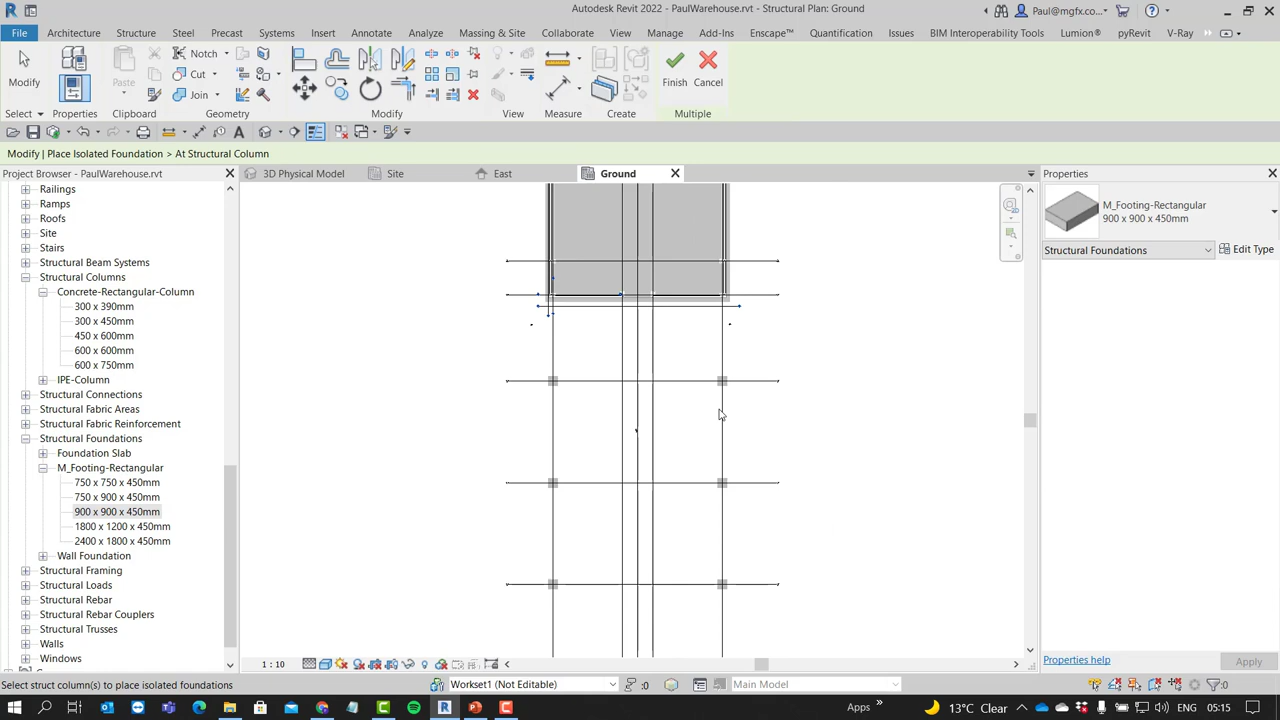 Autodesk Revit 2022 - PaulWarehouse.rvt - Structural Plan: Ground
Paul@mgfx.co...
File Architecture Structure Steel Precast Systems Insert Annotate Analyze Massing & Site Collaborate View Manage Add-Ins Enscape™ Quantification Issues BIM Interoperability Tools Lumion® pyRevit V-Ray
Notch
Cut
Join
Modify
Paste
Finish Cancel
Select Properties Clipboard Geometry Modify View Measure Create Multiple
Modify | Place Isolated Foundation > At Structural Column
Project Browser - PaulWarehouse.rvt
3D Physical Model
Site
East
Ground
Properties
Railings
Ramps
Roofs
Site
Stairs
Structural Beam Systems
Structural Columns
Concrete-Rectangular-Column
300 x 390mm
300 x 450mm
450 x 600mm
600 x 600mm
600 x 750mm
IPE-Column
Structural Connections
Structural Fabric Areas
Structural Fabric Reinforcement
Structural Foundations
Foundation Slab
M_Footing-Rectangular
750 x 750 x 450mm
750 x 900 x 450mm
900 x 900 x 450mm
1800 x 1200 x 450mm
2400 x 1800 x 450mm
Wall Foundation
Structural Framing
Structural Loads
Structural Rebar
Structural Rebar Couplers
Structural Trusses
Walls
Windows
M_Footing-Rectangular
900 x 900 x 450mm
Structural Foundations
Edit Type
Properties help
Apply
1 : 10
Select struct column(s) to place isolated foundations
Workset1 (Not Editable)
:0
Main Model
:0
Apps
13°C Clear
ENG
05:15